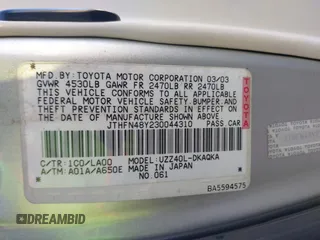 MFD.BY:TOYOTA MOTOR CORPORATION 03/03
GVWR 4530LB GAWR FR 2470LB RR 2470LB
THIS VEHICLE CONFORMS TO ALL APPLICABLE
FEDERAL MOTOR VEHICLE SAFETY, BUMPER, AND
THEFT PREVENTION STANDARDS IN EFFECT ON
THE DATE OF MANUFACTURE SHOWN ABOVE.
JTHFN48Y230044310 PASS CAR
TOYOTA
C/TR:1C0/LA00 MODEL:UZZ40L-DKAQKA
A/TM:A01A/A650E MADE IN JAPAN
NO.061
BA5594575
DREAMBID